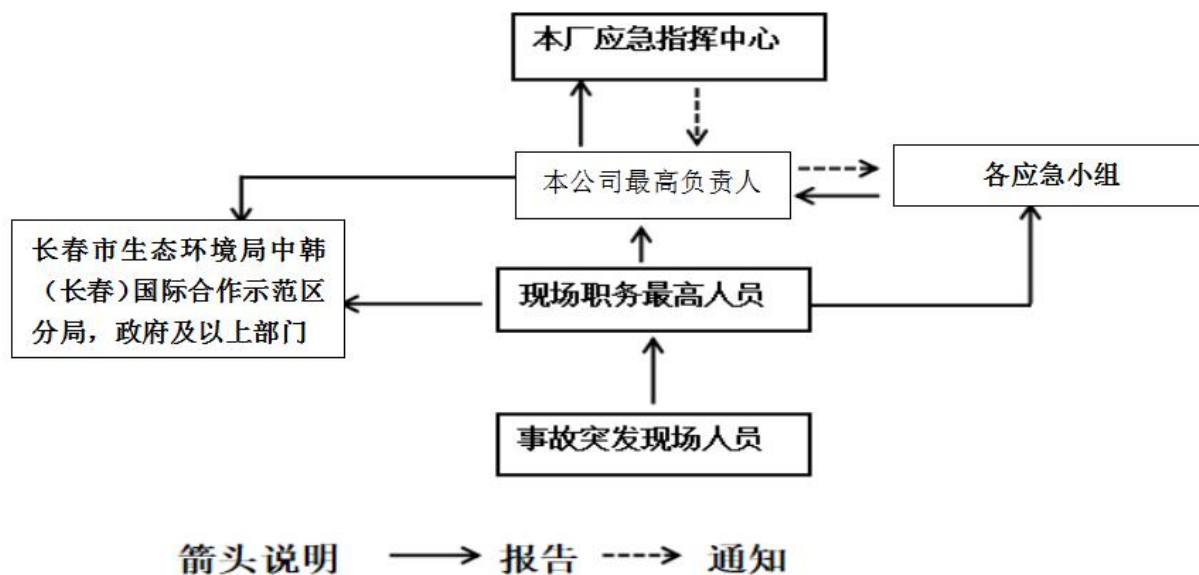 本厂应急指挥中心
本公司最高负责人
各应急小组
长春市生态环境局中韩
（长春）国际合作示范区
分局，政府及以上部门
现场职务最高人员
事故突发现场人员
箭头说明 报告 通知